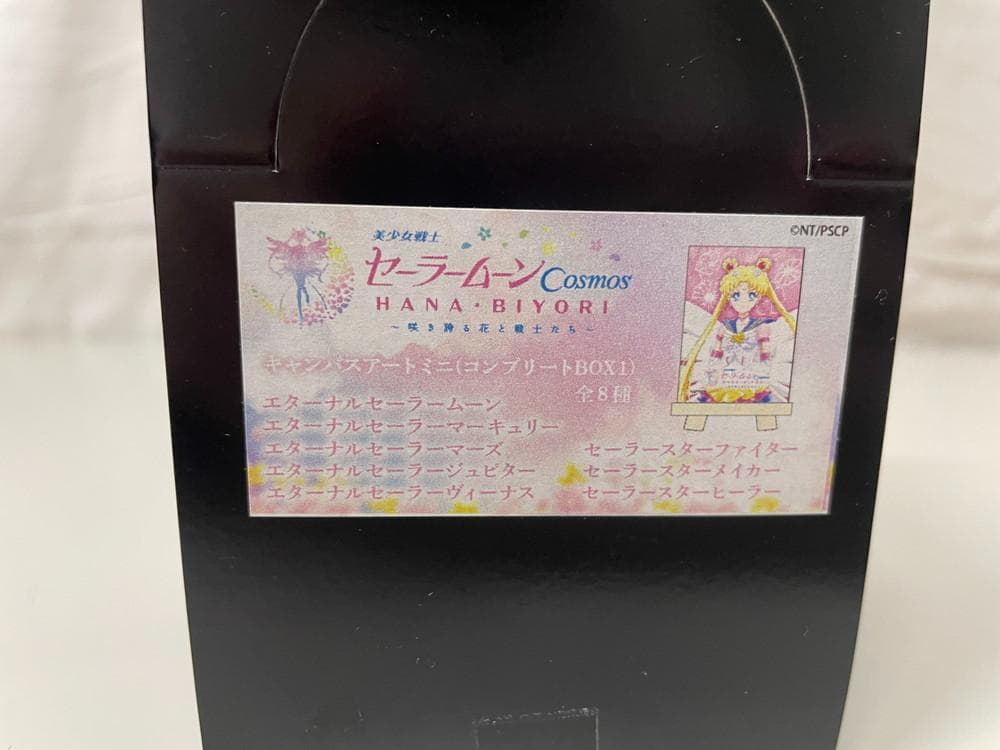 ©NT/PSCP
美少女戦士
セーラームーンCosmos
HANA・BIYORI
～咲き誇る花と戦士たち～
キャンバスアートミニ(コンプリートBOX1)
全8種
エターナルセーラームーン
エターナルセーラーマーキュリー
エターナルセーラーマーズ
エターナルセーラージュピター
エターナルセーラーヴィーナス
セーラースターファイター
セーラースターメイカー
セーラースターヒーラー